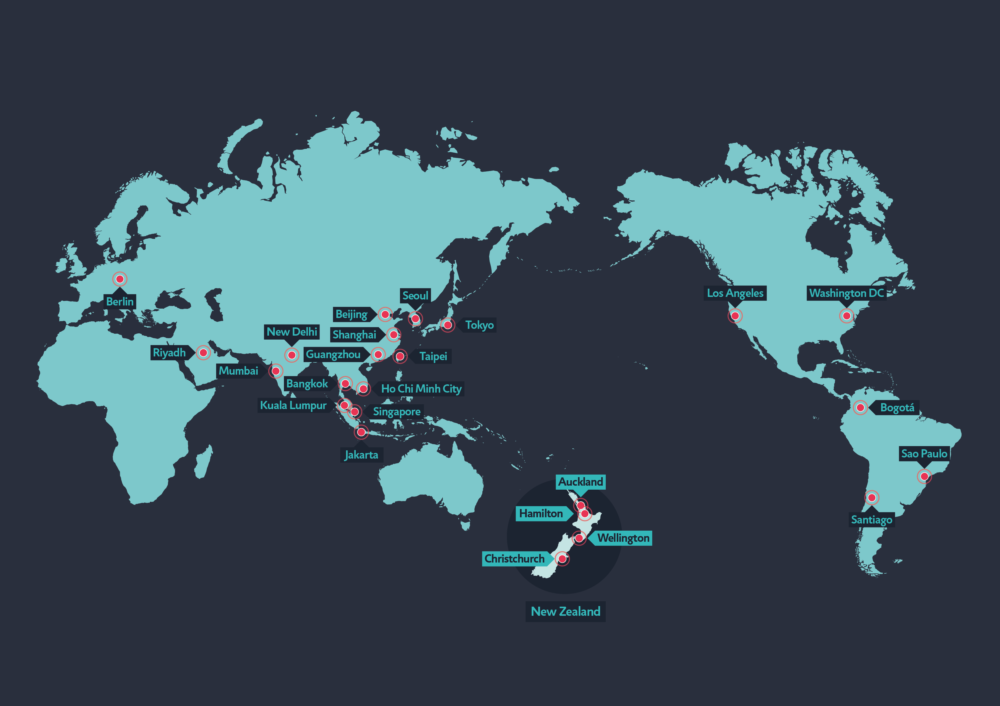 Los Angeles
Washington DC
Seoul
Berlin
Beijing
Tokyo
New Delhi
Shanghai
Riyadh
Guangzhou
Taipei
Mumbai
Bangkok
Ho Chi Minh City
Kuala Lumpur
Bogotá
Singapore
Sao Paulo
Jakarta
Auckland
Hamilton
Santiago
Wellington
Christchurch
New Zealand